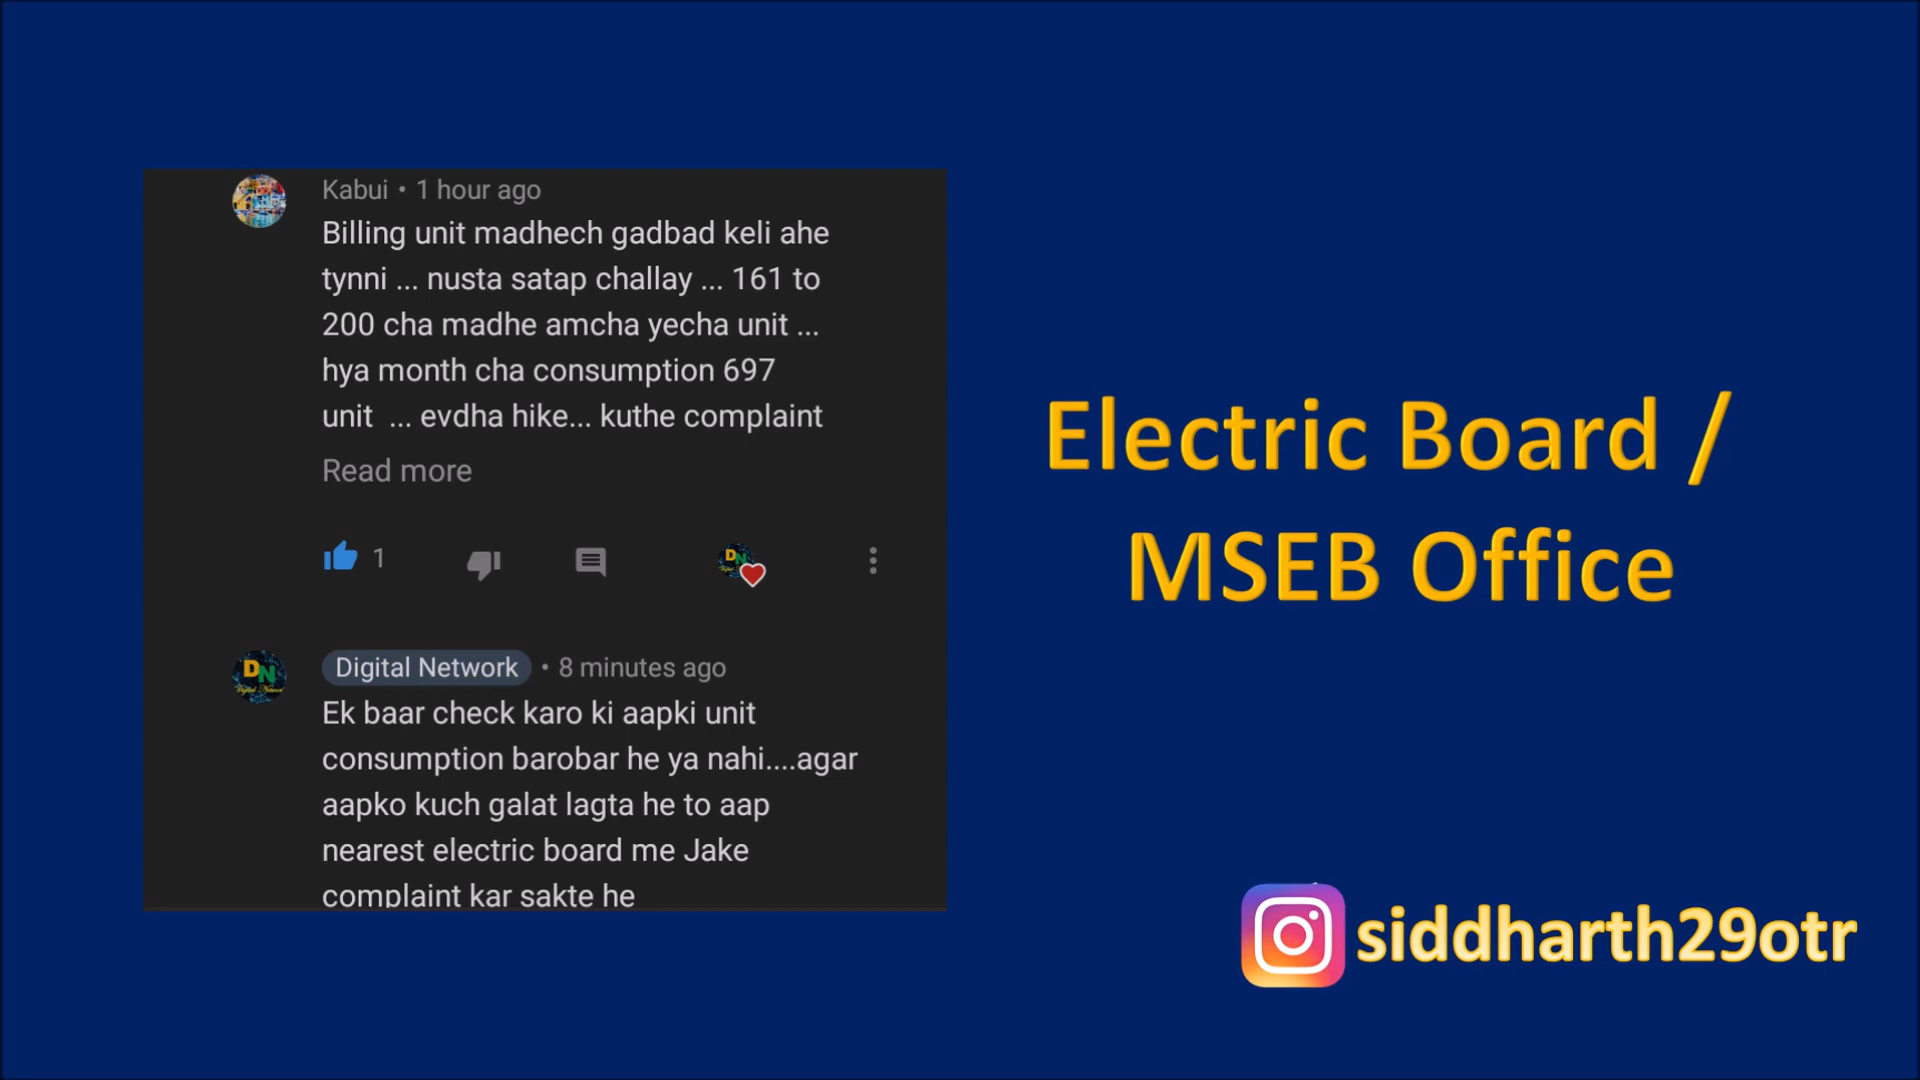 Kabui • 1 hour ago
Billing unit madhech gadbad keli ahe
tynni ... nusta satap challay ... 161 to
200 cha madhe amcha yecha unit ...
hya month cha consumption 697
unit ... evdha hike... kuthe complaint
Read more
1
DN
Digital Network • 8 minutes ago
DN
Ek baar check karo ki aapki unit
consumption barobar he ya nahi....agar
aapko kuch galat lagta he to aap
nearest electric board me Jake
complaint kar sakte he
Electric Board /
MSEB Office
siddharth29otr